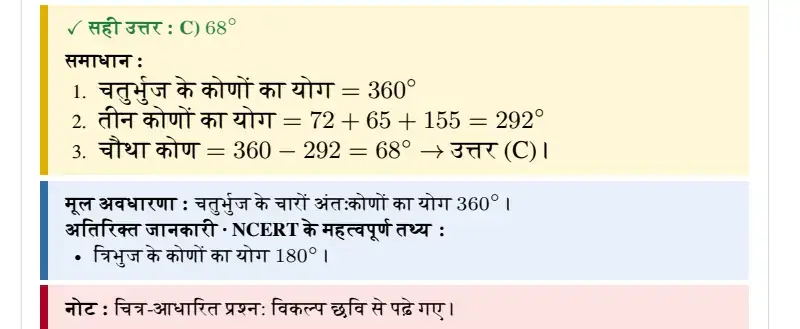 ✓ सही उत्तर : C) 68°
समाधान :
1. चतुर्भुज के कोणों का योग = 360°
2. तीन कोणों का योग = 72 + 65 + 155 = 292°
3. चौथा कोण = 360 − 292 = 68° → उत्तर (C)।
मूल अवधारणा : चतुर्भुज के चारों अंतःकोणों का योग 360°।
अतिरिक्त जानकारी · NCERT के महत्वपूर्ण तथ्य :
• त्रिभुज के कोणों का योग 180°।
नोट : चित्र-आधारित प्रश्न: विकल्प छवि से पढ़े गए।